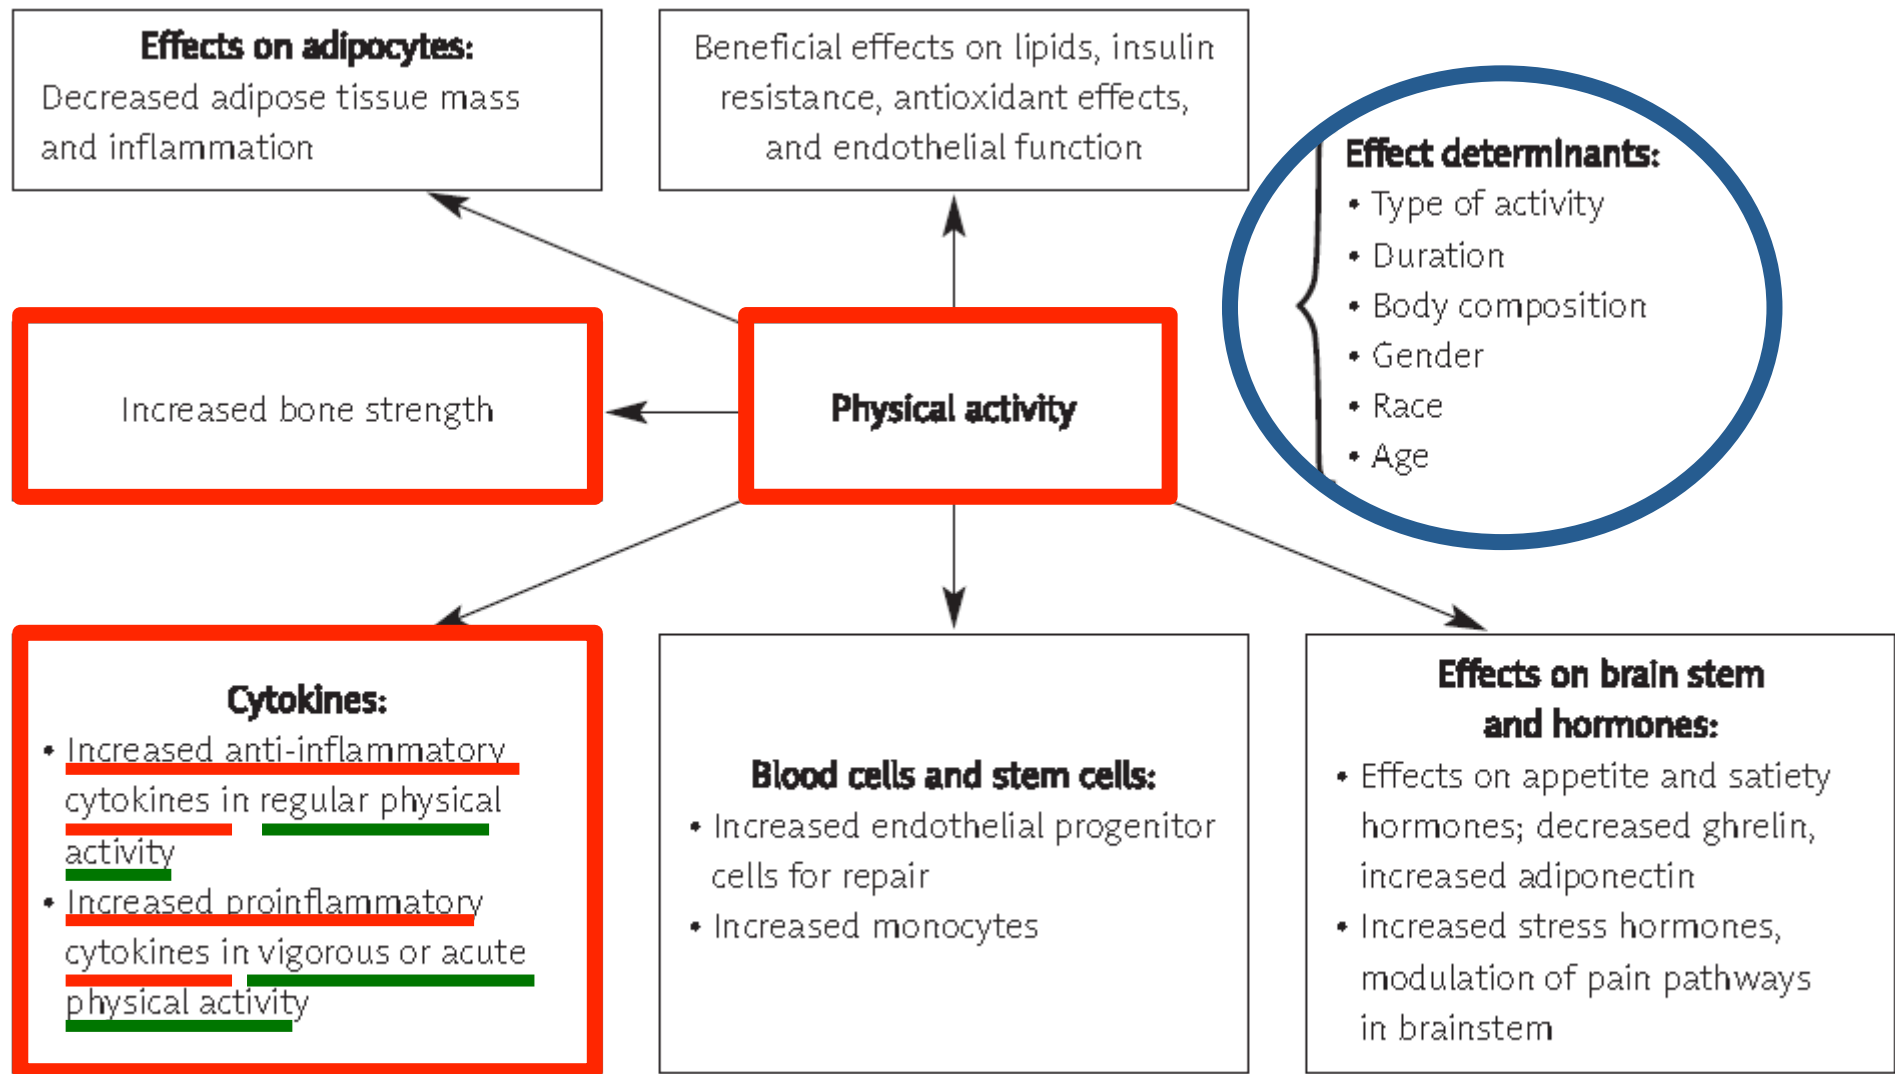 Effects on adipocytes:
Decreased adipose tissue mass
and inflammation
Beneficial effects on lipids, insulin
resistance, antioxidant effects,
and endothelial function
Effect determinants:
• Type of activity
• Duration
• Body composition
• Gender
• Race
• Age
Increased bone strength
Physical activity
Cytokines:
• Increased anti-inflammatory
cytokines in regular physical
activity
• Increased proinflammatory
cytokines in vigorous or acute
physical activity
Blood cells and stem cells:
• Increased endothelial progenitor
cells for repair
• Increased monocytes
Effects on brain stem
and hormones:
• Effects on appetite and satiety
hormones; decreased ghrelin,
increased adiponectin
• Increased stress hormones,
modulation of pain pathways
in brainstem